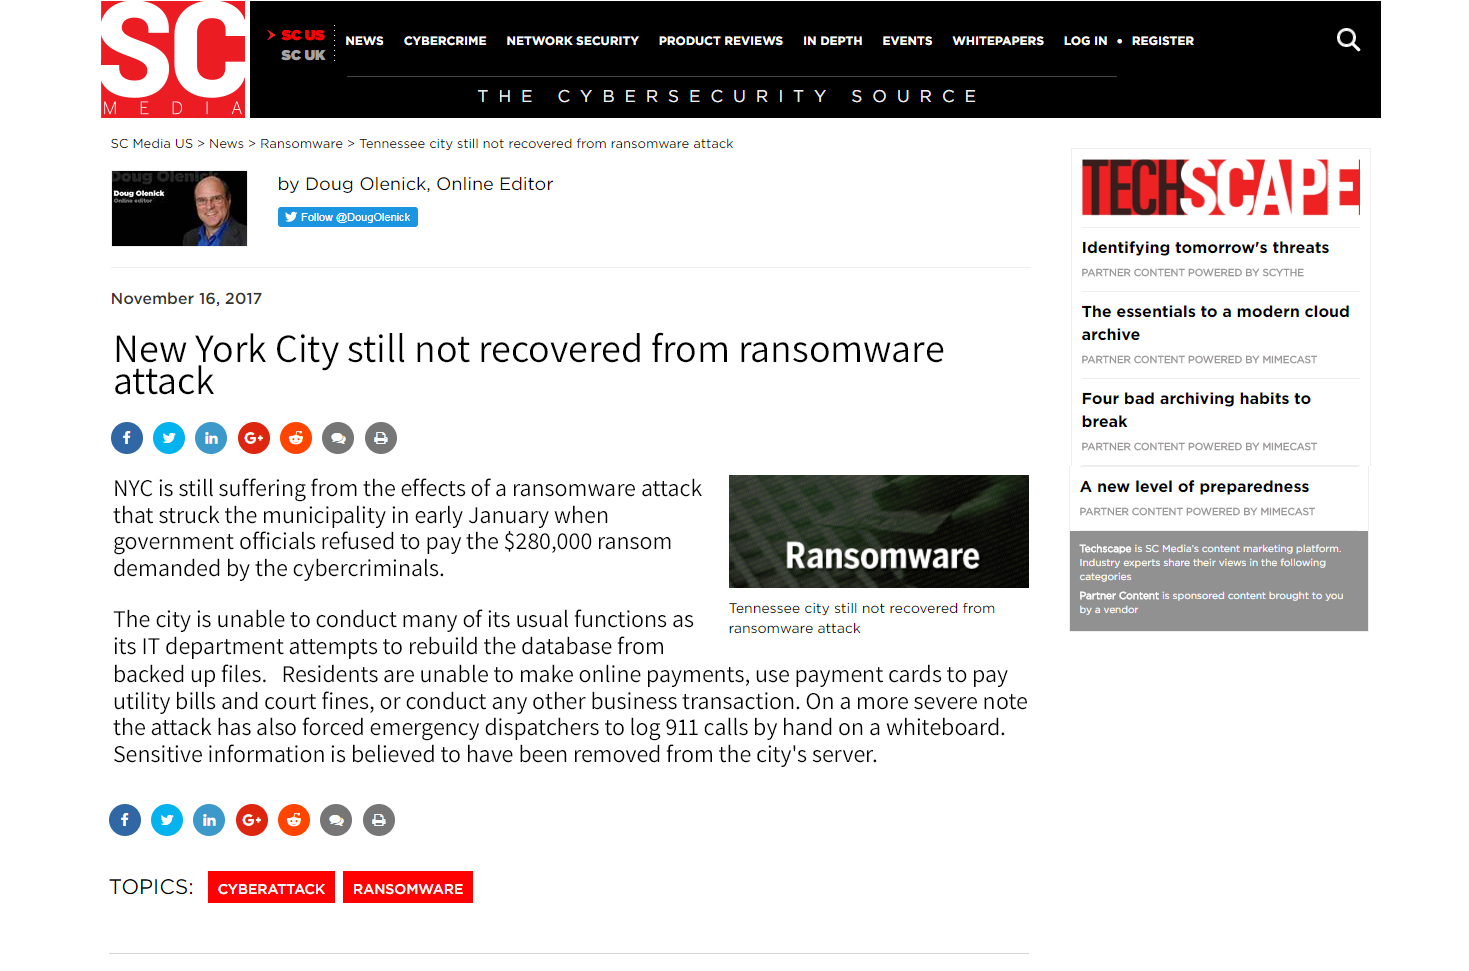 SC
MEDIA
SC US
SC UK
NEWS CYBERCRIME NETWORK SECURITY PRODUCT REVIEWS IN DEPTH EVENTS WHITEPAPERS LOG IN • REGISTER
THE CYBERSECURITY SOURCE
SC Media US > News > Ransomware > Tennessee city still not recovered from ransomware attack
Doug Olenick
Doug Olenick
Online editor
by Doug Olenick, Online Editor
Follow @DougOlenick
November 16, 2017
New York City still not recovered from ransomware
attack
NYC is still suffering from the effects of a ransomware attack
that struck the municipality in early January when
government officials refused to pay the $280,000 ransom
demanded by the cybercriminals.
Ransomware
Tennessee city still not recovered from
ransomware attack
The city is unable to conduct many of its usual functions as
its IT department attempts to rebuild the database from
backed up files. Residents are unable to make online payments, use payment cards to pay
utility bills and court fines, or conduct any other business transaction. On a more severe note
the attack has also forced emergency dispatchers to log 911 calls by hand on a whiteboard.
Sensitive information is believed to have been removed from the city's server.
TOPICS: CYBERATTACK RANSOMWARE
TECHSCAPE
Identifying tomorrow's threats
PARTNER CONTENT POWERED BY SCYTHE
The essentials to a modern cloud
archive
PARTNER CONTENT POWERED BY MIMECAST
Four bad archiving habits to
break
PARTNER CONTENT POWERED BY MIMECAST
A new level of preparedness
PARTNER CONTENT POWERED BY MIMECAST
Techscape is SC Media's content marketing platform.
Industry experts share their views in the following
categories
Partner Content is sponsored content brought to you
by a vendor